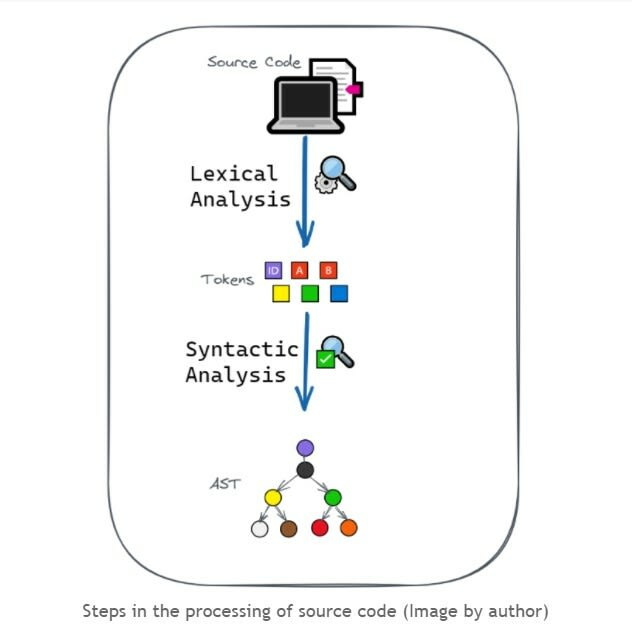 Source Code
Lexical
Analysis
Tokens
ID A B
Syntactic
Analysis
AST
Steps in the processing of source code (Image by author)